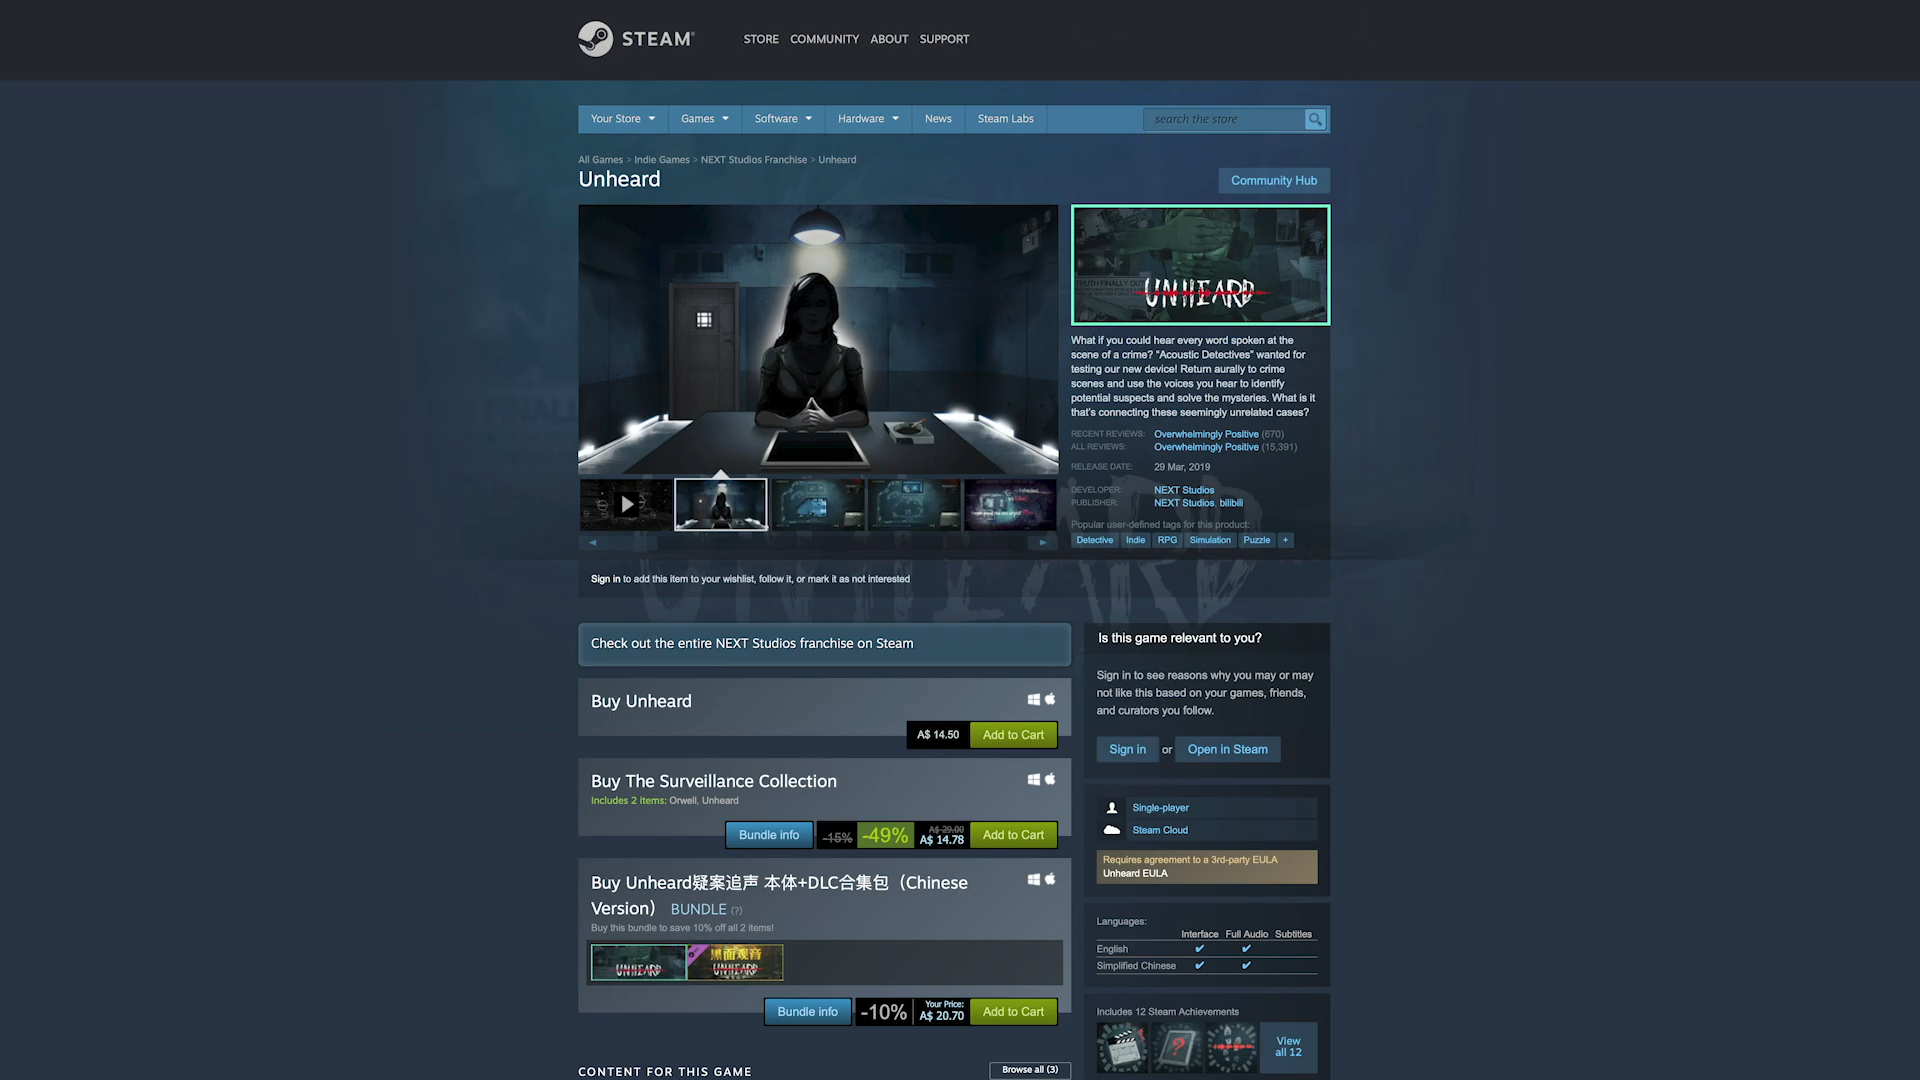 STEAM
STORE COMMUNITY ABOUT SUPPORT
Your Store Games Software Hardware News Steam Labs search the store
All Games > Indie Games > NEXT Studios Franchise > Unheard
Unheard
Community Hub
TRUTH FINALLY OUT
UNHEARD
What if you could hear every word spoken at the
scene of a crime? “Acoustic Detectives” wanted for
testing our new device! Return aurally to crime
scenes and use the voices you hear to identify
potential suspects and solve the mysteries. What is it
that's connecting these seemingly unrelated cases?
RECENT REVIEWS: Overwhelmingly Positive (670)
ALL REVIEWS: Overwhelmingly Positive (15,391)
RELEASE DATE: 29 Mar, 2019
DEVELOPER: NEXT Studios
PUBLISHER: NEXT Studios, bilibili
Popular user-defined tags for this product:
Detective Indie RPG Simulation Puzzle +
Sign in to add this item to your wishlist, follow it, or mark it as not interested
UNHEARD
Check out the entire NEXT Studios franchise on Steam
Buy Unheard
A$ 14.50 Add to Cart
Buy The Surveillance Collection
Includes 2 items: Orwell, Unheard
Bundle info -15% -49% A$ 29.00 A$ 14.78 Add to Cart
Buy Unheard疑案追声 本体+DLC合集包（Chinese
Version） BUNDLE (?)
Buy this bundle to save 10% off all 2 items!
UNHEARD
黑面观音
UNHEARD
Bundle info -10% Your Price: A$ 20.70 Add to Cart
CONTENT FOR THIS GAME Browse all (3)
Is this game relevant to you?
Sign in to see reasons why you may or may
not like this based on your games, friends,
and curators you follow.
Sign in or Open in Steam
Single-player
Steam Cloud
Requires agreement to a 3rd-party EULA
Unheard EULA
Languages:
Interface Full Audio Subtitles
English ✔ ✔
Simplified Chinese ✔ ✔
Includes 12 Steam Achievements
View
all 12